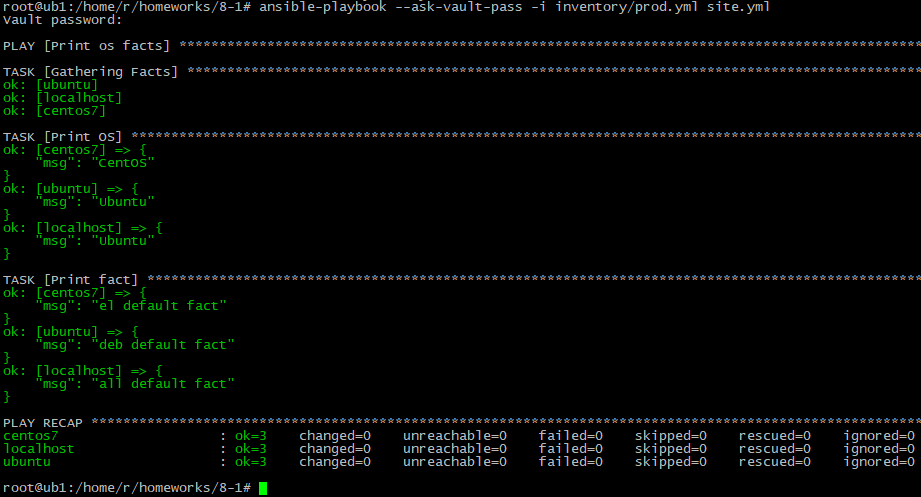 root@ub1:/home/r/homeworks/8-1# ansible-playbook --ask-vault-pass -i inventory/prod.yml site.yml
Vault password:
PLAY [Print os facts] *********************************************************************************************
TASK [Gathering Facts] ********************************************************************************************
ok: [ubuntu]
ok: [localhost]
ok: [centos7]
TASK [Print OS] ***************************************************************************************************
ok: [centos7] => {
    "msg": "CentOS"
}
ok: [ubuntu] => {
    "msg": "Ubuntu"
}
ok: [localhost] => {
    "msg": "Ubuntu"
}
TASK [Print fact] *************************************************************************************************
ok: [centos7] => {
    "msg": "el default fact"
}
ok: [ubuntu] => {
    "msg": "deb default fact"
}
ok: [localhost] => {
    "msg": "all default fact"
}
PLAY RECAP ********************************************************************************************************
centos7                    : ok=3    changed=0    unreachable=0    failed=0    skipped=0    rescued=0    ignored=0
localhost                  : ok=3    changed=0    unreachable=0    failed=0    skipped=0    rescued=0    ignored=0
ubuntu                     : ok=3    changed=0    unreachable=0    failed=0    skipped=0    rescued=0    ignored=0
root@ub1:/home/r/homeworks/8-1#